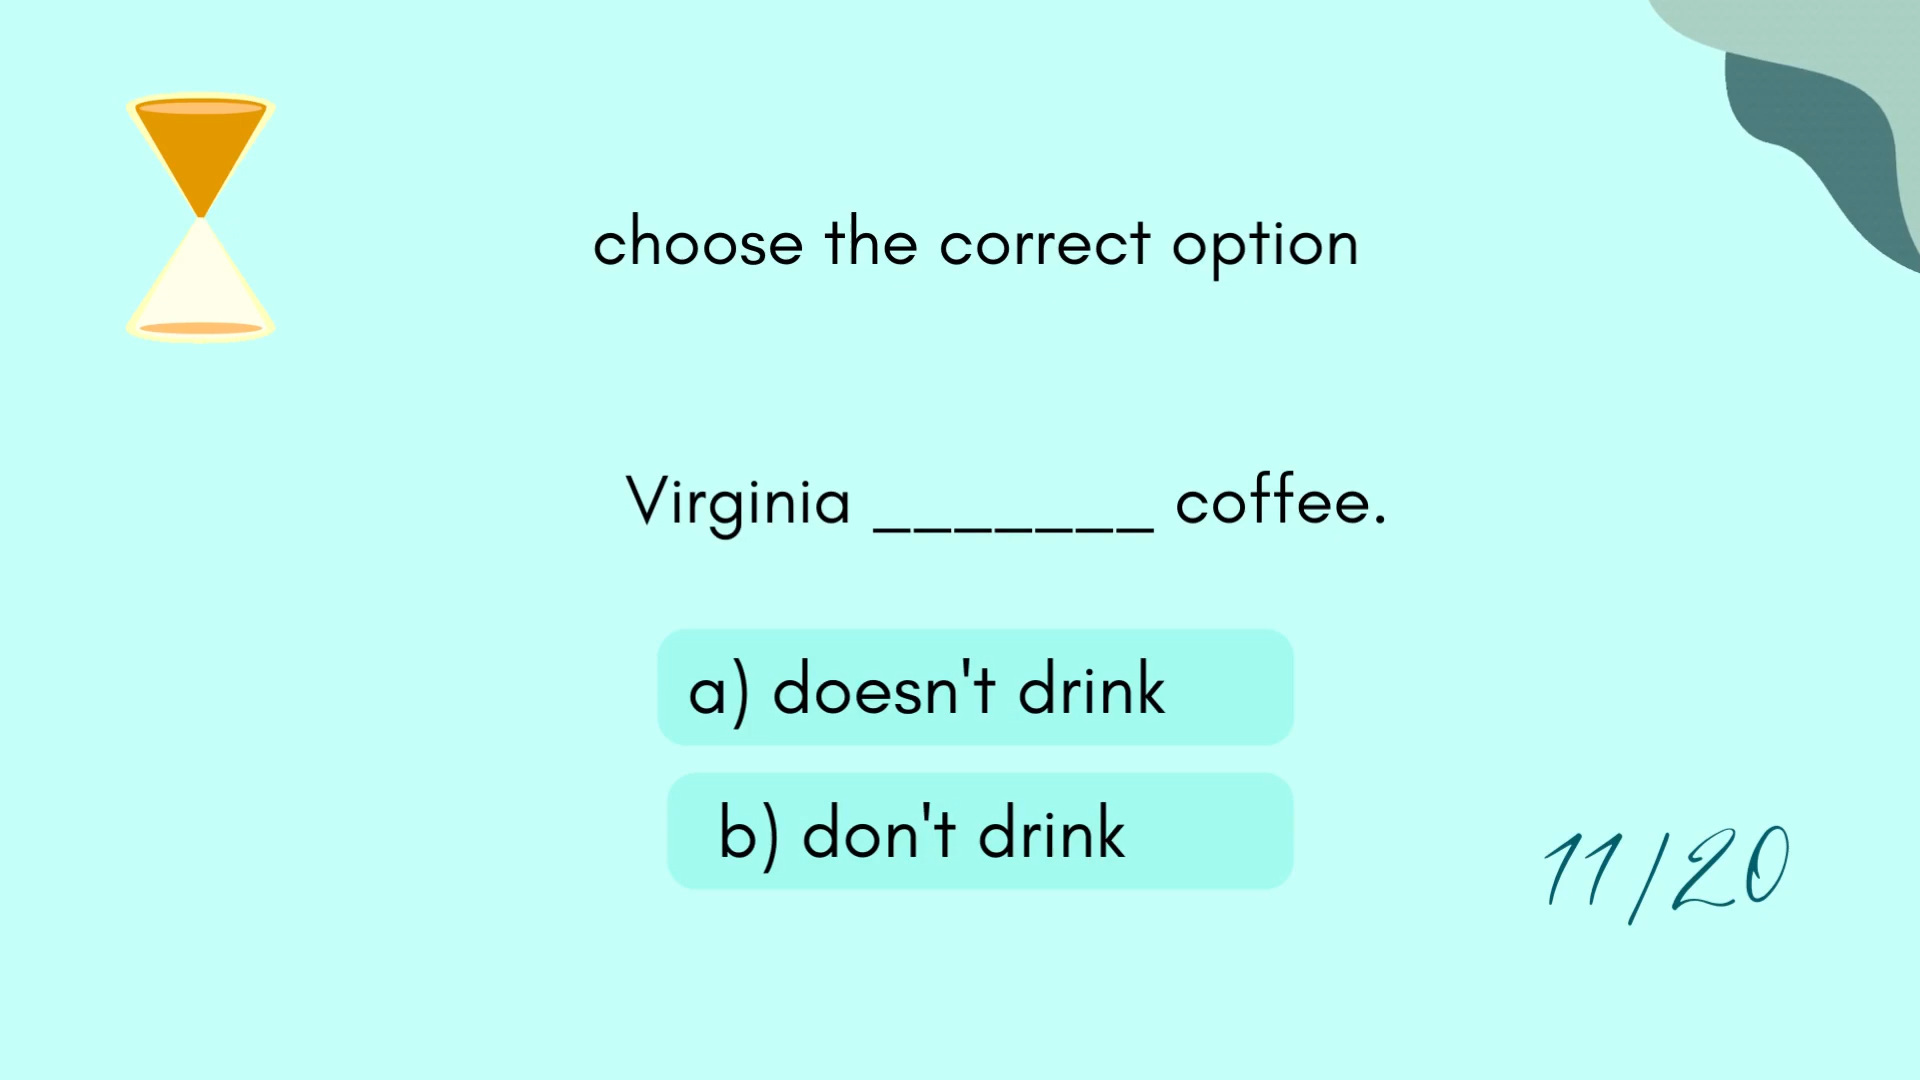 choose the correct option
Virginia _______ coffee.
a) doesn't drink
b) don't drink
11/20